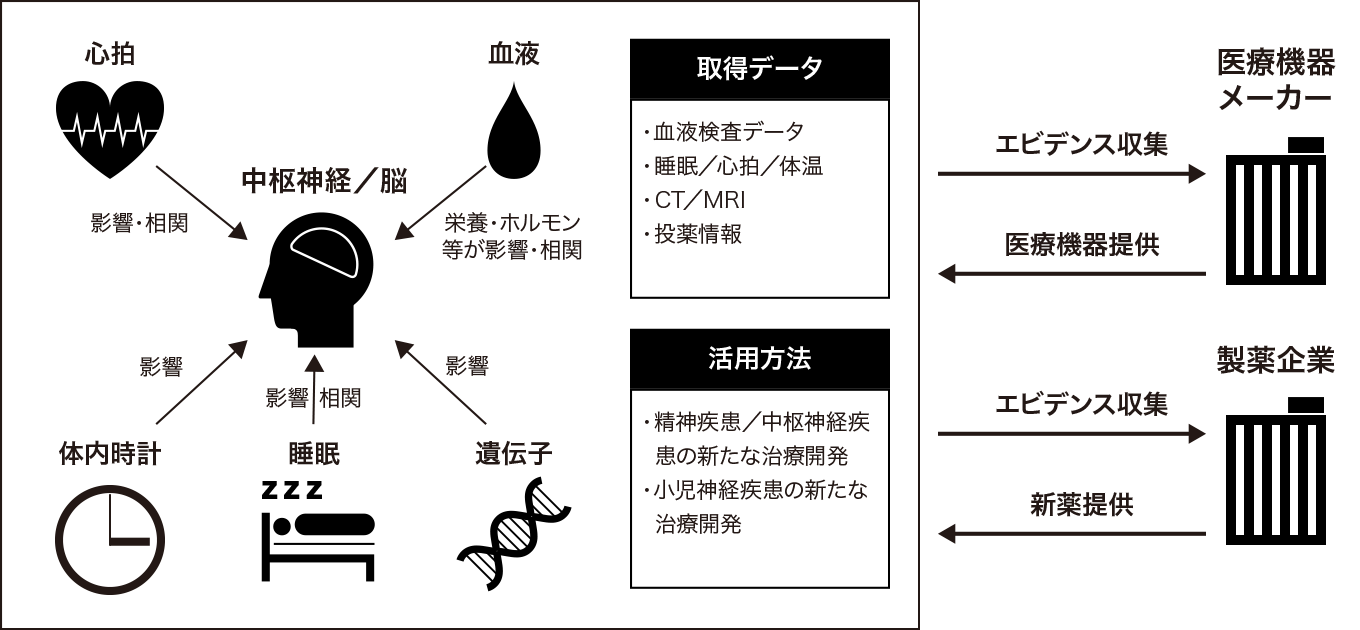 心拍
血液
中枢神経／脳
影響・相関
栄養・ホルモン
等が影響・相関
影響
影響
相関
影響
体内時計
睡眠
遺伝子
z z z
取得データ
・血液検査データ
・睡眠／心拍／体温
・CT／MRI
・投薬情報
活用方法
・精神疾患／中枢神経疾
患の新たな治療開発
・小児神経疾患の新たな
治療開発
エビデンス収集
医療機器提供
医療機器
メーカー
エビデンス収集
新薬提供
製薬企業